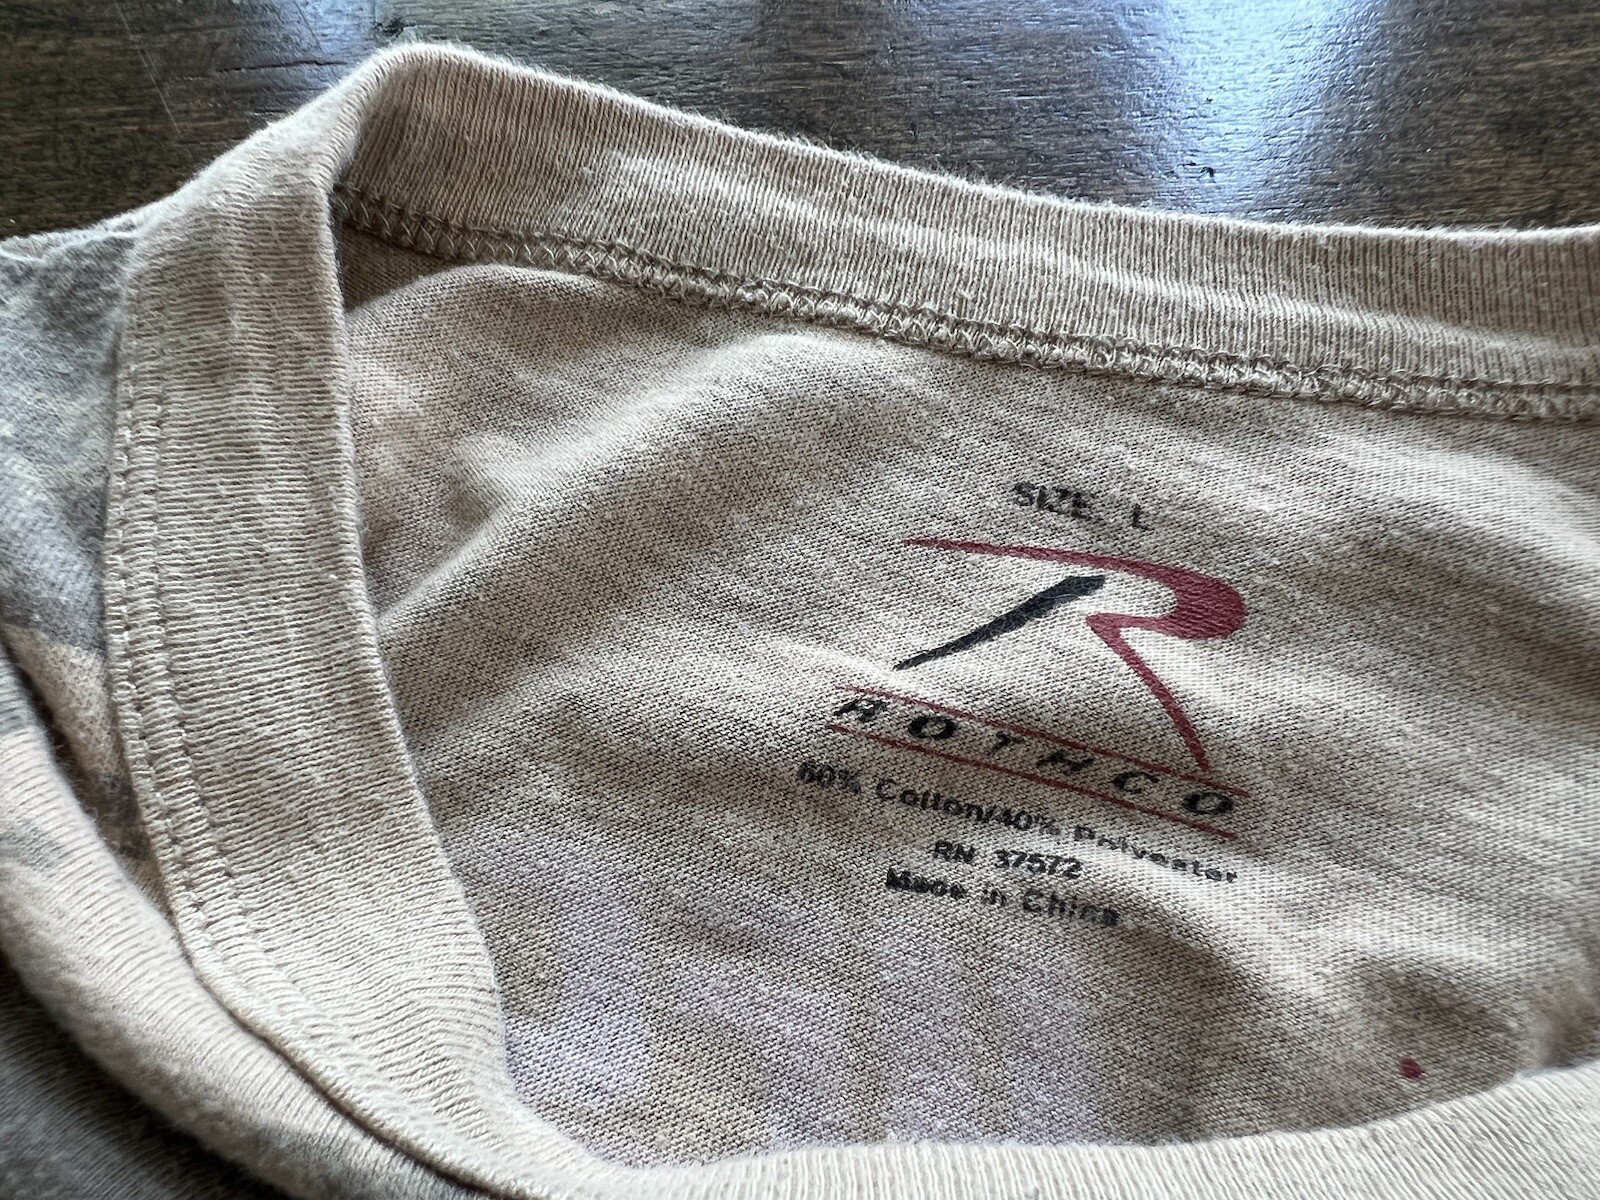 SIZE: L
R
ROTHCO
60% Cotton/40% Polyester
RN 37572
Made in China